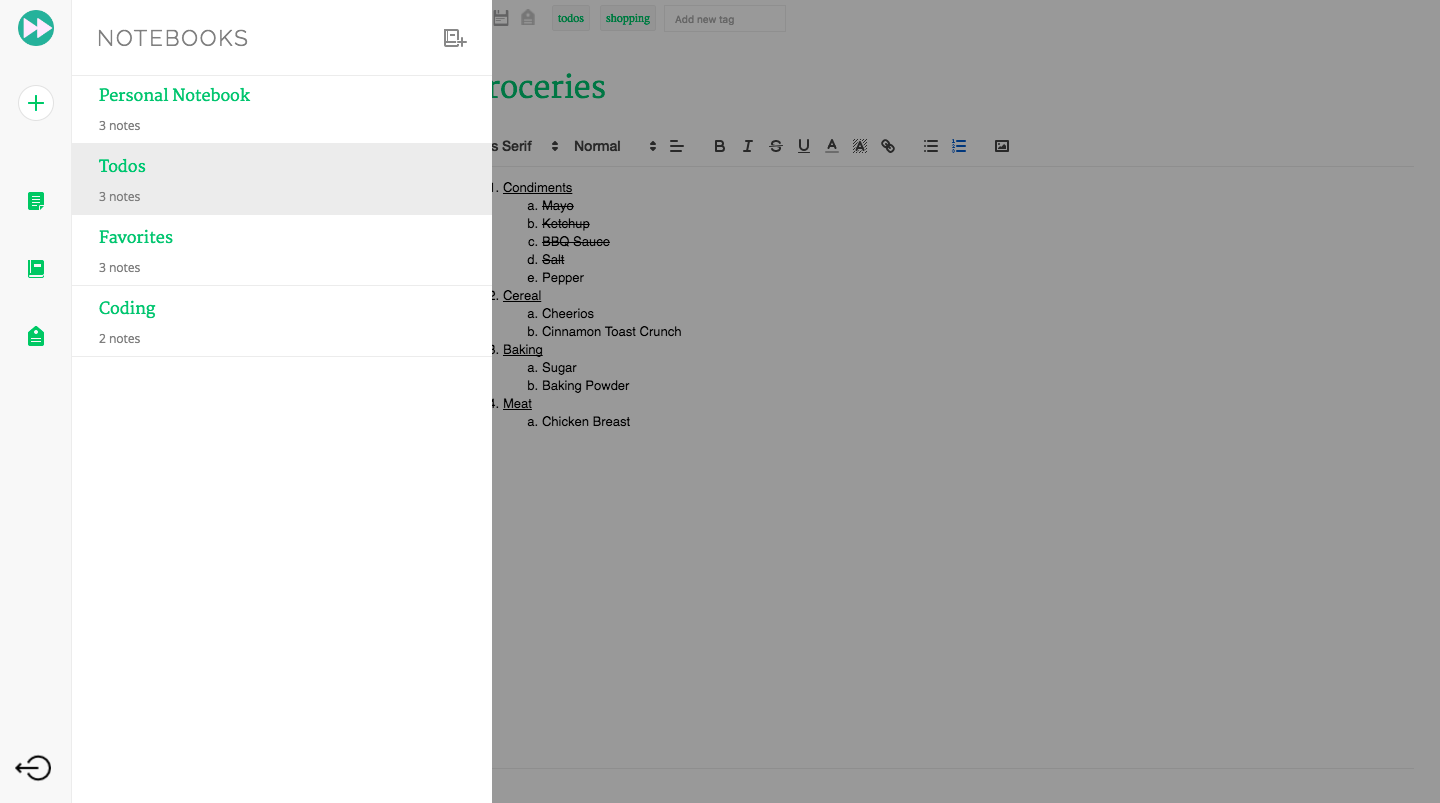 NOTEBOOKS
Personal Notebook
3 notes
Todos
3 notes
Favorites
3 notes
Coding
2 notes
todos shopping Add new tag
roceries
s Serif Normal
1. Condiments
a. Mayo
b. Ketchup
c. BBQ Sauce
d. Salt
e. Pepper
2. Cereal
a. Cheerios
b. Cinnamon Toast Crunch
3. Baking
a. Sugar
b. Baking Powder
4. Meat
a. Chicken Breast